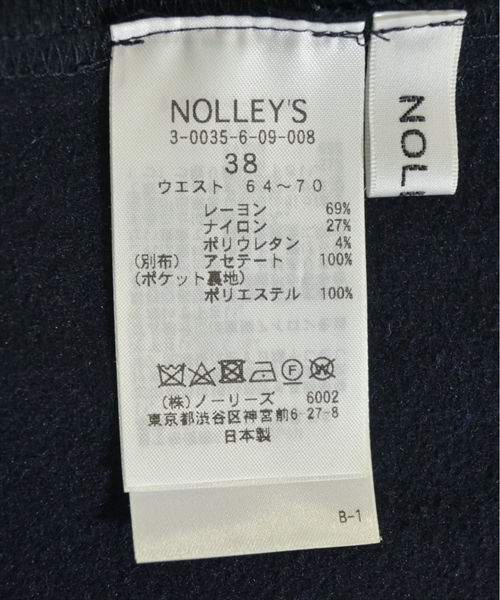 NOLLEY'S
3-0035-6-09-008
38
ウエスト 64〜70
レーヨン 69%
ナイロン 27%
ポリウレタン 4%
(別布) アセテート 100%
(ポケット裏地)
ポリエステル 100%
(株)ノーリーズ 6002
東京都渋谷区神宮前6-27-8
日本製
B-1
NOLL